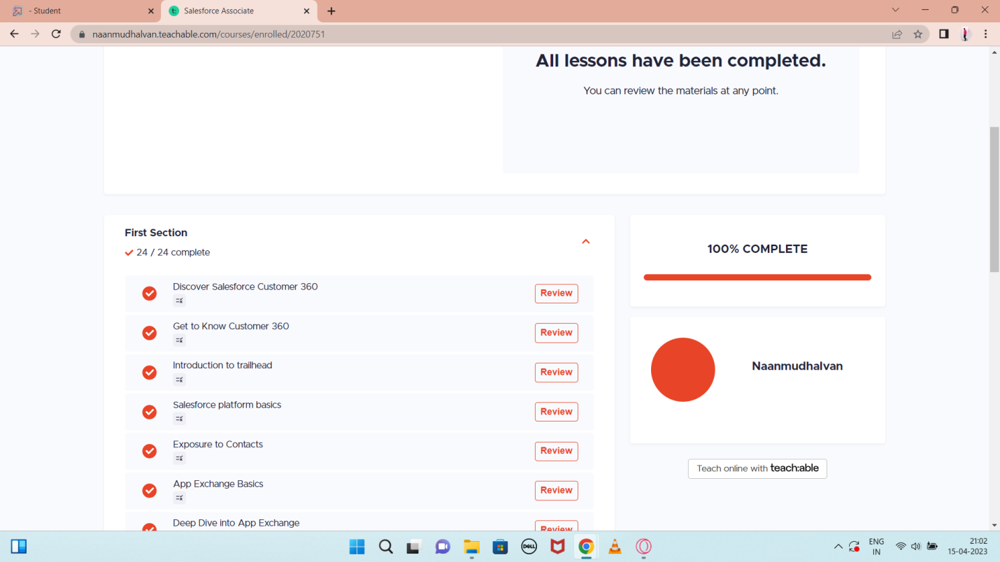 - Student
Salesforce Associate
naanmudhalvan.teachable.com/courses/enrolled/2020751
All lessons have been completed.
You can review the materials at any point.
First Section
24 / 24 complete
Discover Salesforce Customer 360
Review
Get to Know Customer 360
Review
Introduction to trailhead
Review
Salesforce platform basics
Review
Exposure to Contacts
Review
App Exchange Basics
Review
Deep Dive into App Exchange
Review
100% COMPLETE
Naanmudhalvan
Teach online with teach:able
DELL
ENG
IN
21:02
15-04-2023